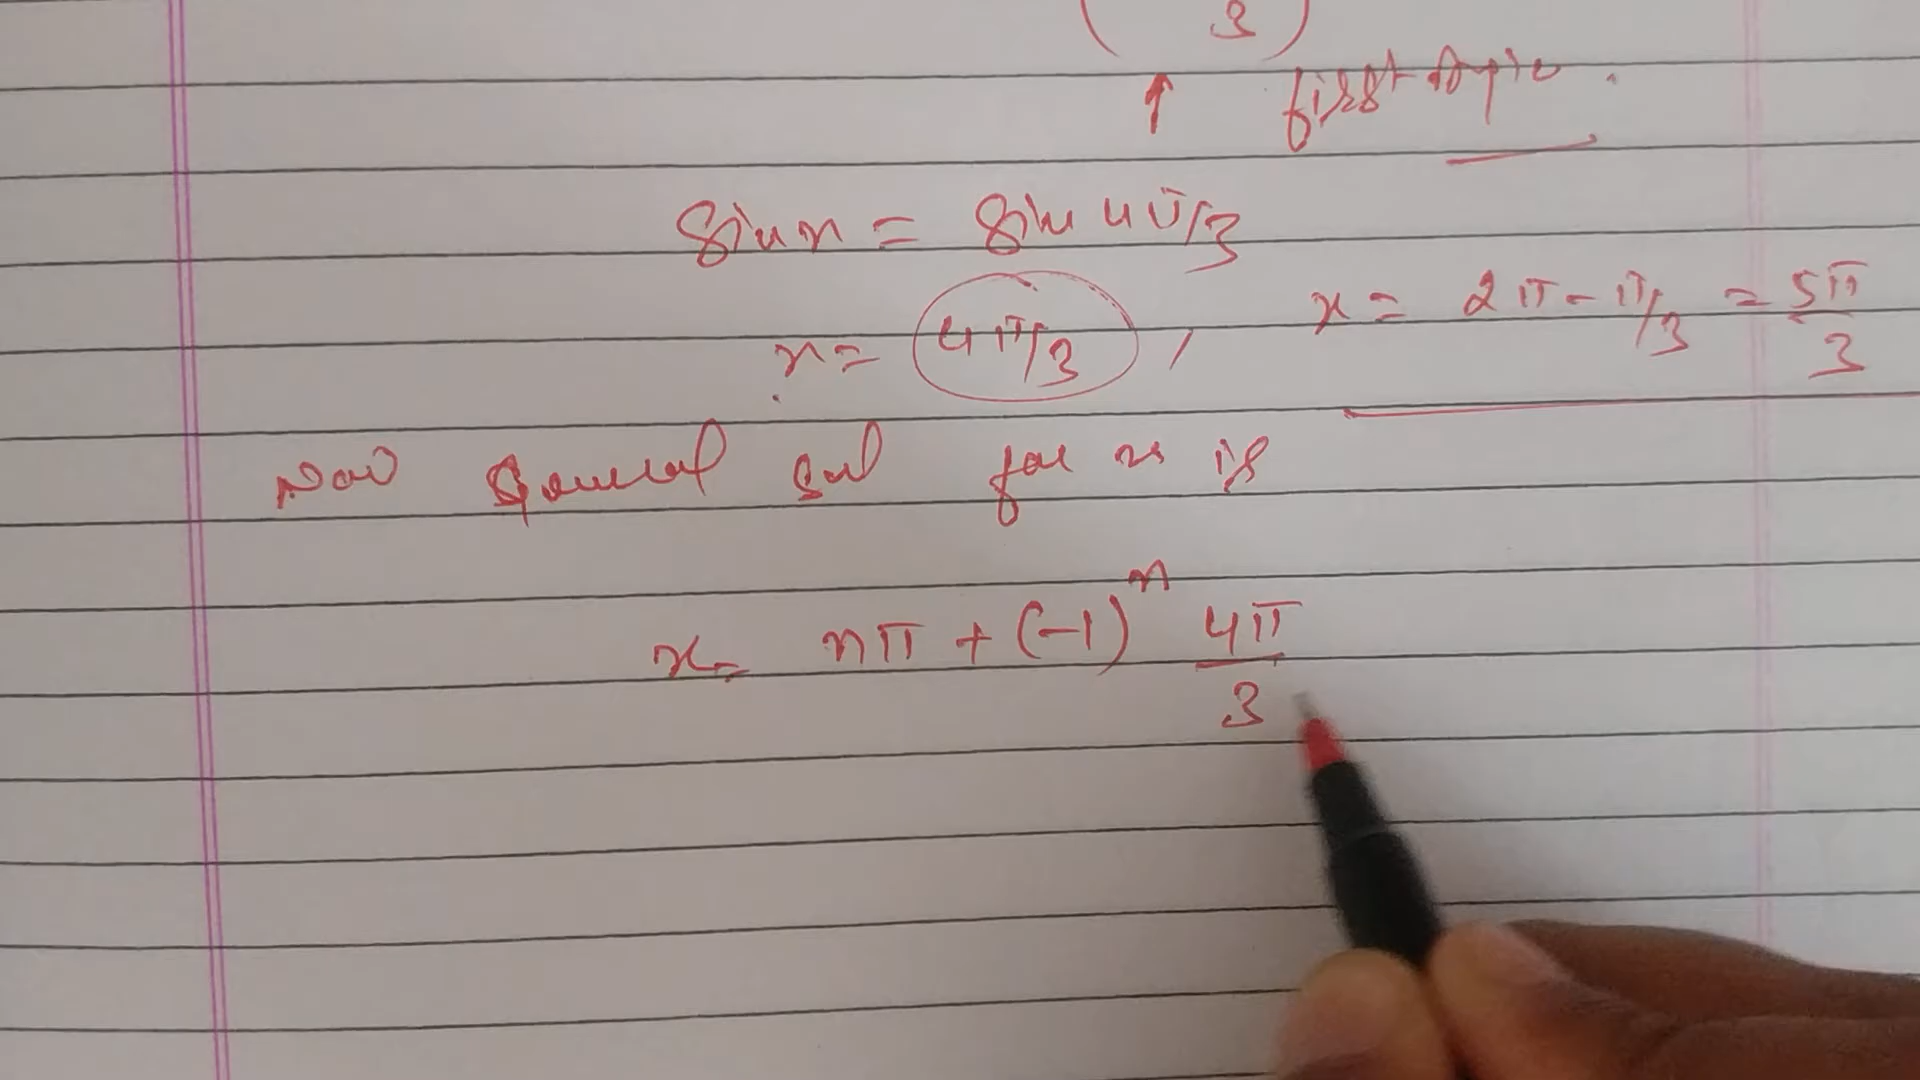 3
↑ first topic.
sin x = sin 4π/3
x = 4π/3 , x = 2π - π/3 = 5π/3
Now General sol for x is
x = nπ + (-1)^n 4π/3